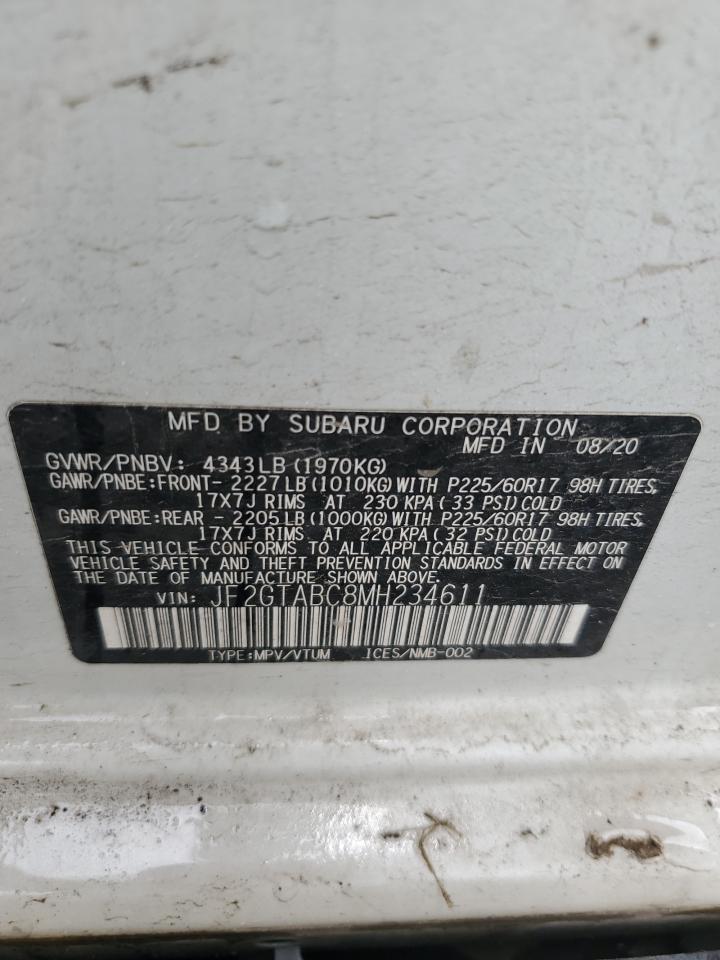 MFD BY SUBARU CORPORATION
MFD IN 08/20
GVWR/PNBV: 4343LB(1970KG)
GAWR/PNBE:FRONT- 2227LB(1010KG)WITH P225/60R17 98H TIRES,
17X7J RIMS AT 230 KPA(33 PSI)COLD
GAWR/PNBE:REAR - 2205LB(1000KG)WITH P225/60R17 98H TIRES,
17X7J RIMS AT 220 KPA(32 PSI)COLD
THIS VEHICLE CONFORMS TO ALL APPLICABLE FEDERAL MOTOR
VEHICLE SAFETY AND THEFT PREVENTION STANDARDS IN EFFECT ON
THE DATE OF MANUFACTURE SHOWN ABOVE.
VIN: JF2GTABC8MH234611
TYPE:MPV/VTUM ICES/NMB-002